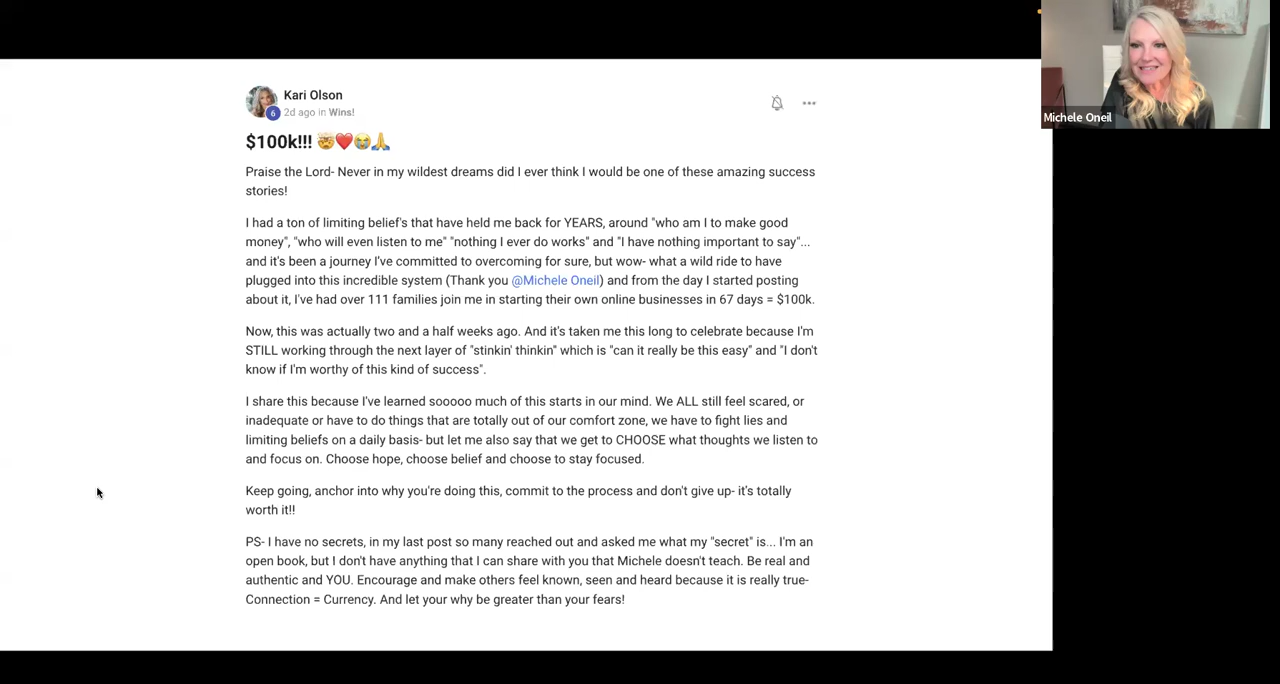 Kari Olson
6
2d ago in Wins!
$100k!!! 🤯❤️😭🙏
Praise the Lord- Never in my wildest dreams did I ever think I would be one of these amazing success
stories!
I had a ton of limiting belief's that have held me back for YEARS, around "who am I to make good
money", "who will even listen to me" "nothing I ever do works" and "I have nothing important to say"...
and it's been a journey I've committed to overcoming for sure, but wow- what a wild ride to have
plugged into this incredible system (Thank you @Michele Oneil) and from the day I started posting
about it, I've had over 111 families join me in starting their own online businesses in 67 days = $100k.
Now, this was actually two and a half weeks ago. And it's taken me this long to celebrate because I'm
STILL working through the next layer of "stinkin' thinkin" which is "can it really be this easy" and "I don't
know if I'm worthy of this kind of success".
I share this because I've learned sooooo much of this starts in our mind. We ALL still feel scared, or
inadequate or have to do things that are totally out of our comfort zone, we have to fight lies and
limiting beliefs on a daily basis- but let me also say that we get to CHOOSE what thoughts we listen to
and focus on. Choose hope, choose belief and choose to stay focused.
Keep going, anchor into why you're doing this, commit to the process and don't give up- it's totally
worth it!!
PS- I have no secrets, in my last post so many reached out and asked me what my "secret" is... I'm an
open book, but I don't have anything that I can share with you that Michele doesn't teach. Be real and
authentic and YOU. Encourage and make others feel known, seen and heard because it is really true-
Connection = Currency. And let your why be greater than your fears!
Michele Oneil